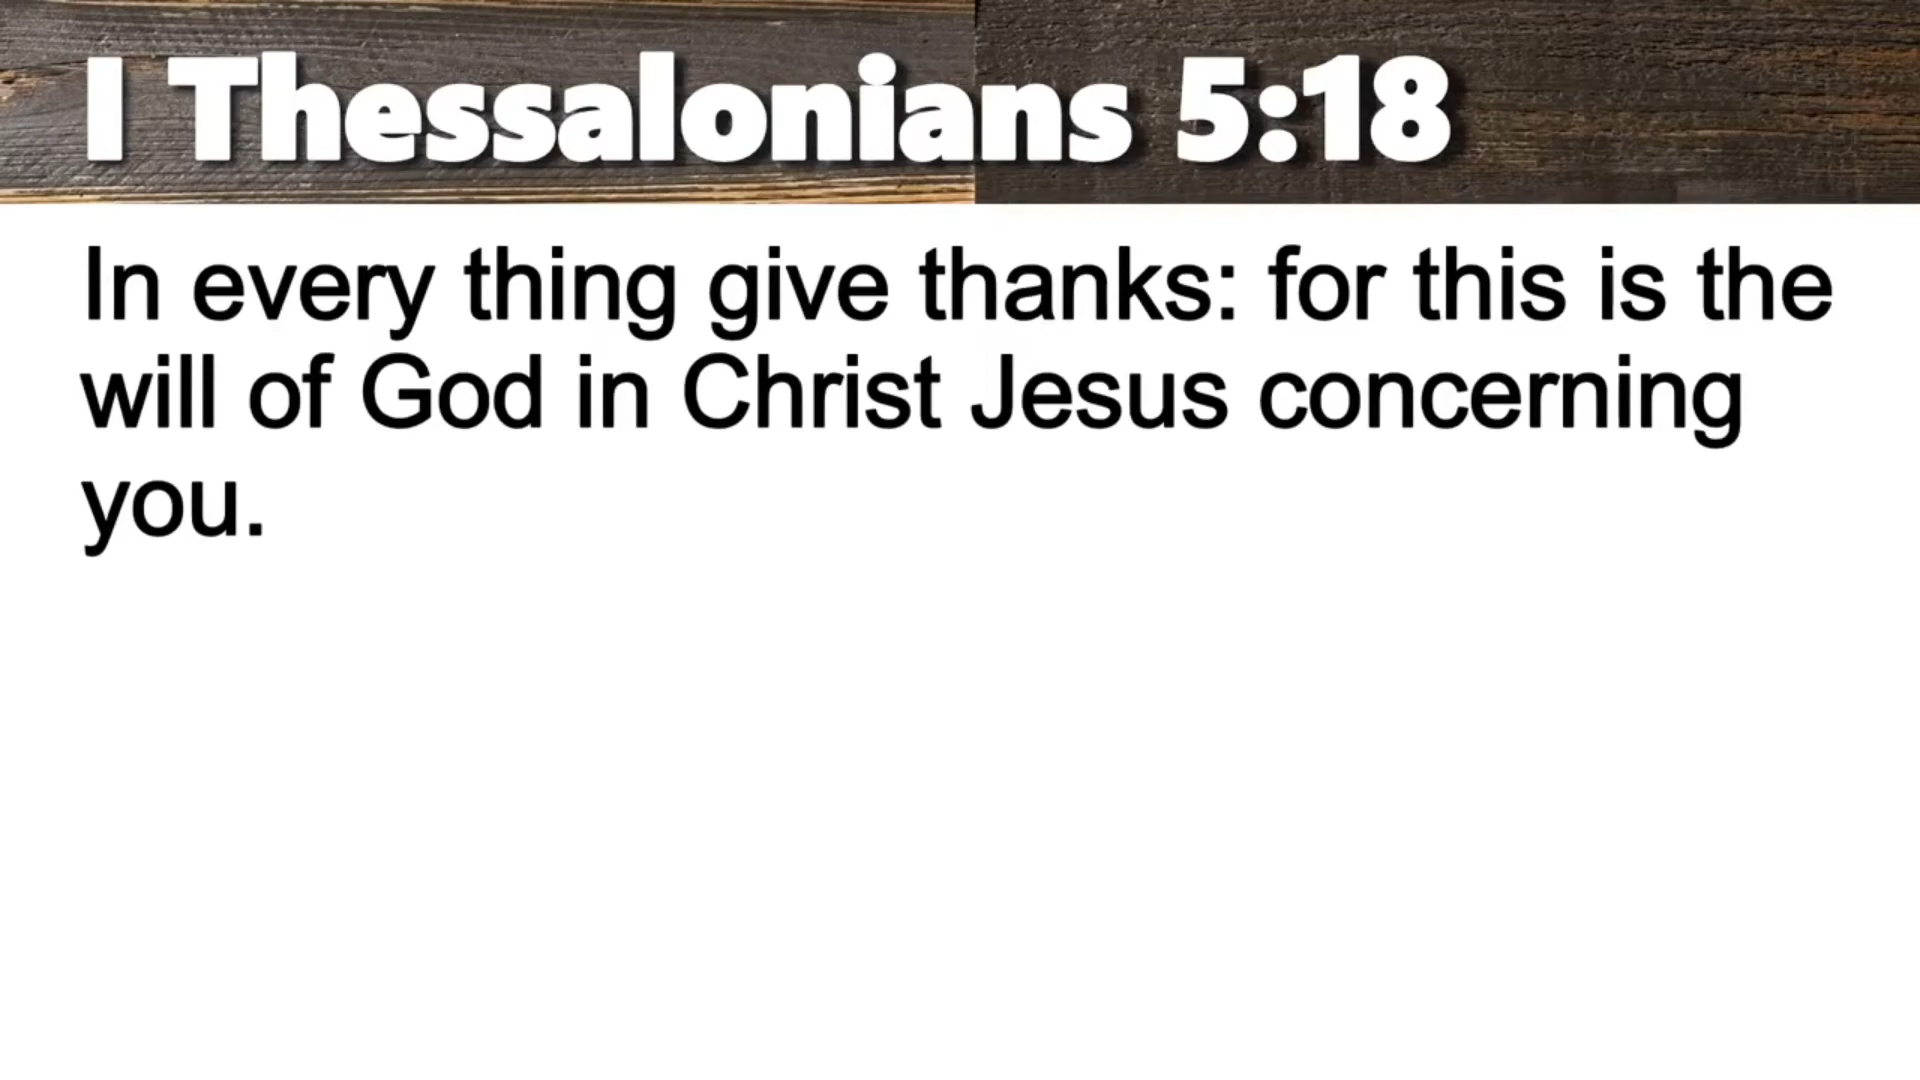 I Thessalonians 5:18
In every thing give thanks: for this is the
will of God in Christ Jesus concerning
you.